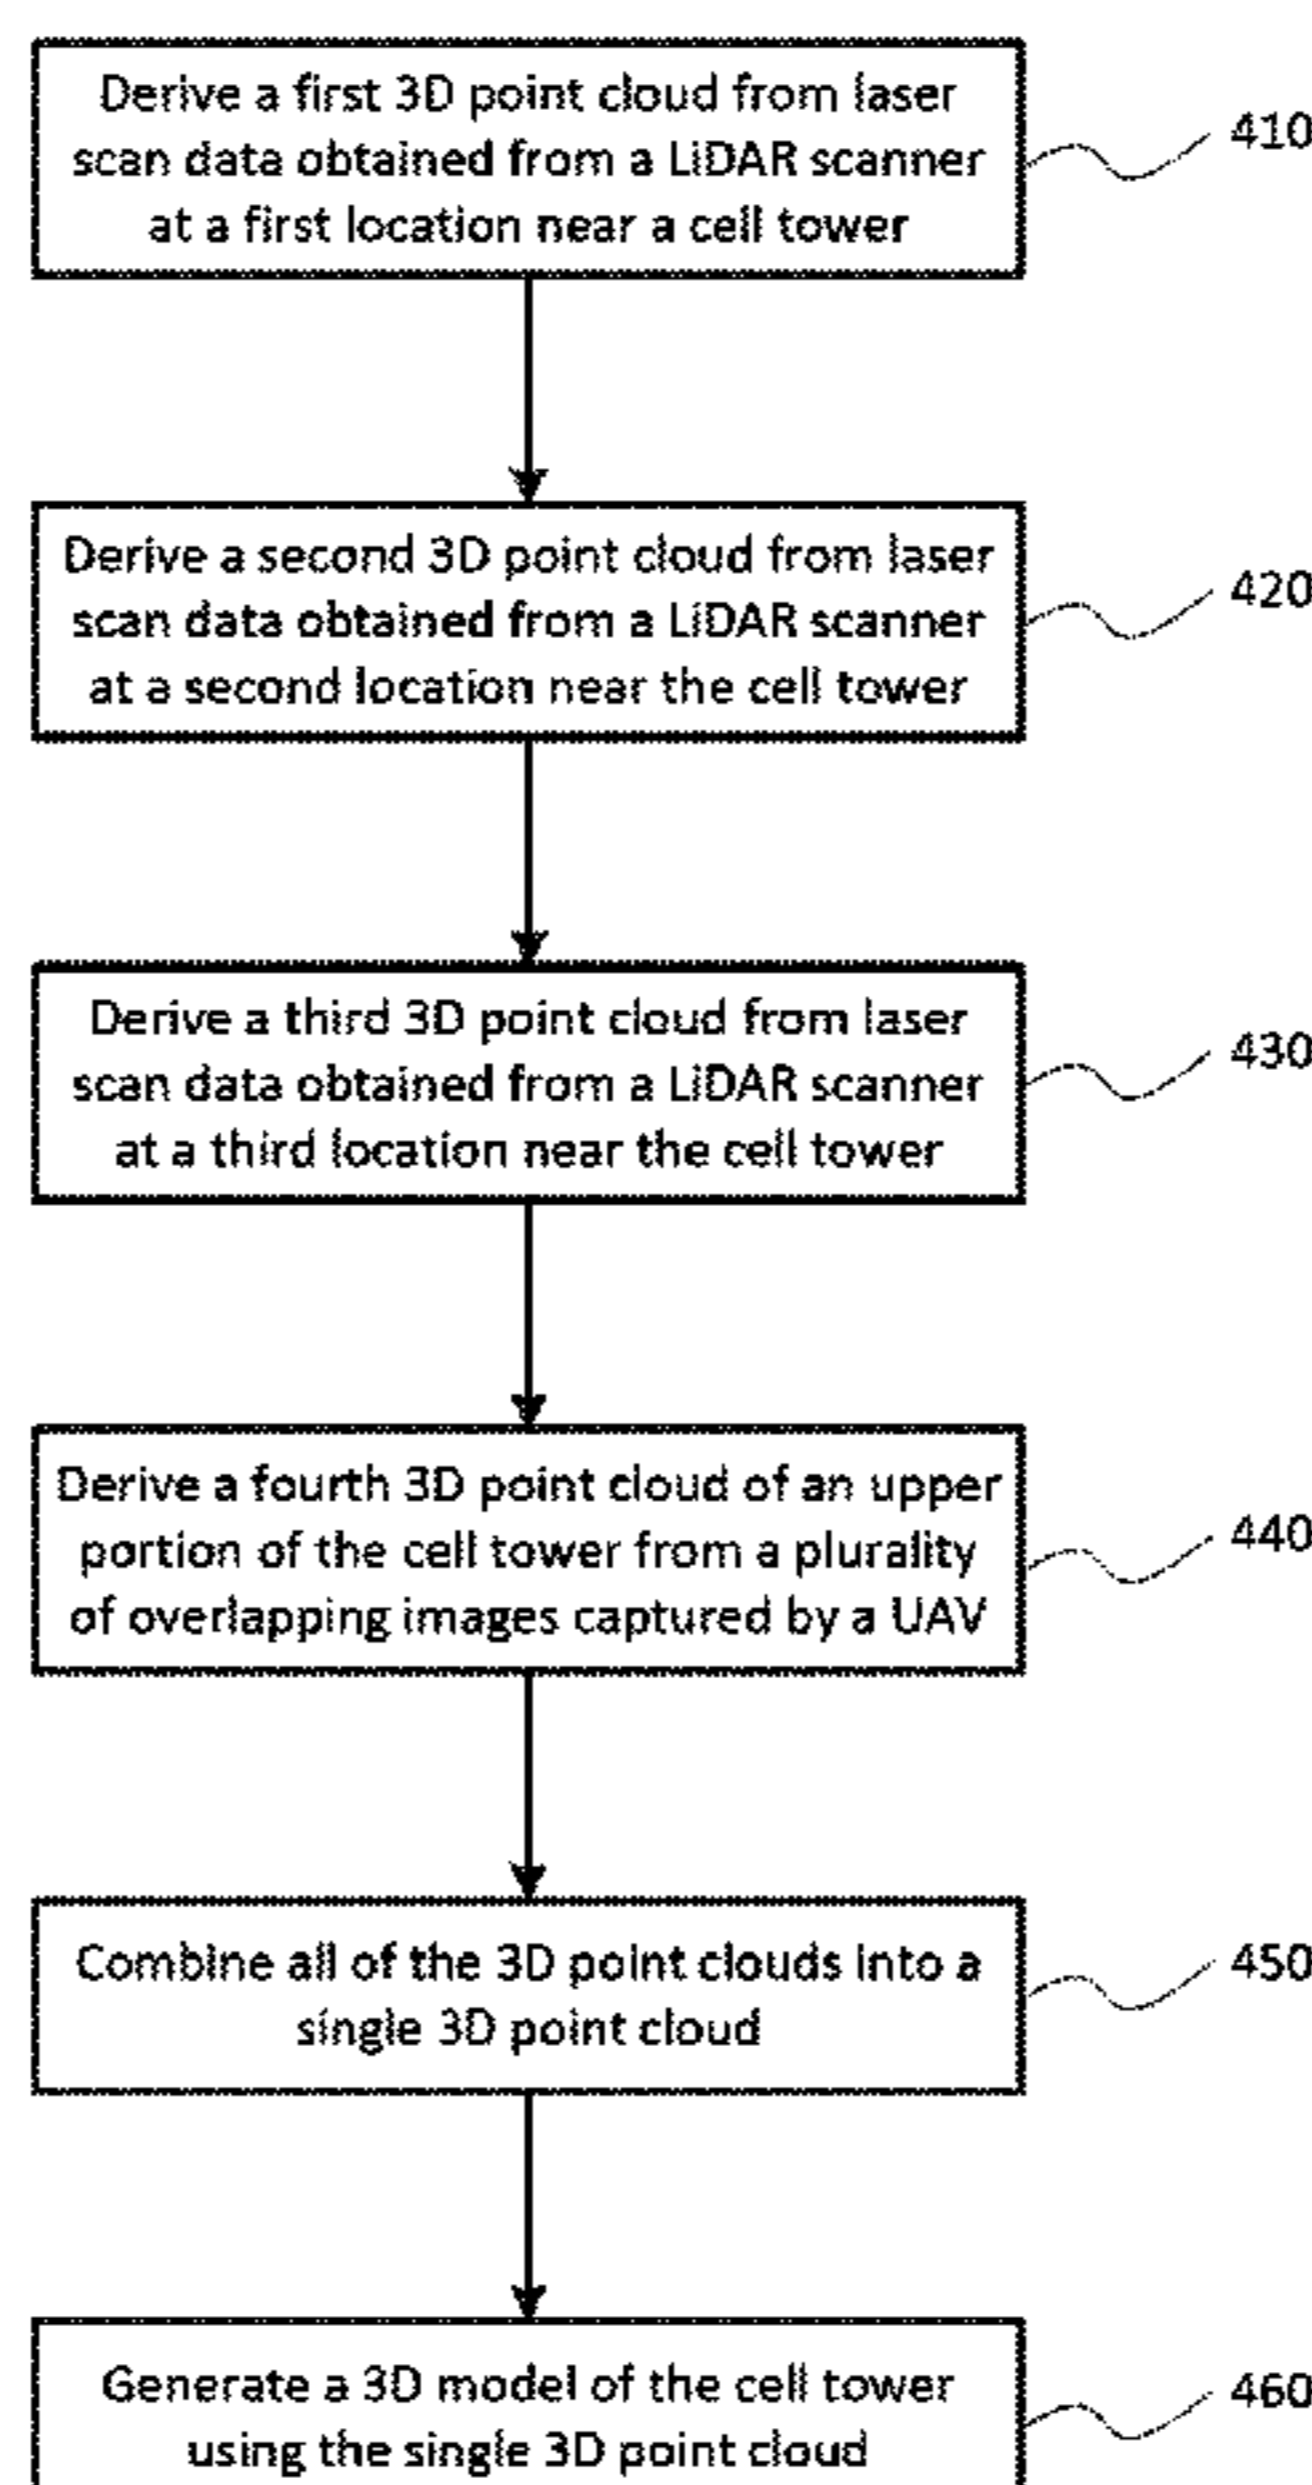 Derive a first 3D point cloud from laser
scan data obtained from a LiDAR scanner
at a first location near a cell tower
410
Derive a second 3D point cloud from laser
scan data obtained from a LiDAR scanner
at a second location near the cell tower
420
Derive a third 3D point cloud from laser
scan data obtained from a LiDAR scanner
at a third location near the cell tower
430
Derive a fourth 3D point cloud of an upper
portion of the cell tower from a plurality
of overlapping images captured by a UAV
440
Combine all of the 3D point clouds into a
single 3D point cloud
450
Generate a 3D model of the cell tower
using the single 3D point cloud
460